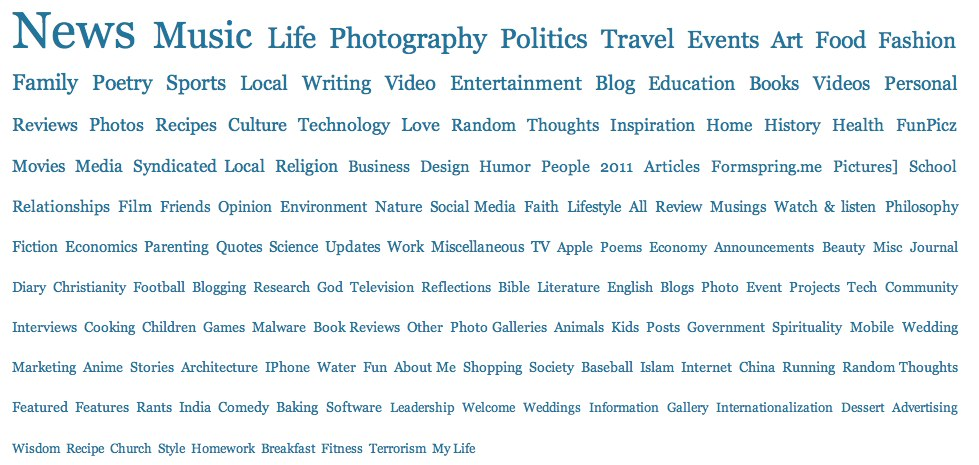 News Music Life Photography Politics Travel Events Art Food Fashion
Family Poetry Sports Local Writing Video Entertainment Blog Education Books Videos Personal
Reviews Photos Recipes Culture Technology Love Random Thoughts Inspiration Home History Health FunPicz
Movies Media Syndicated Local Religion Business Design Humor People 2011 Articles Formspring.me Pictures] School
Relationships Film Friends Opinion Environment Nature Social Media Faith Lifestyle All Review Musings Watch & listen Philosophy
Fiction Economics Parenting Quotes Science Updates Work Miscellaneous TV Apple Poems Economy Announcements Beauty Misc Journal
Diary Christianity Football Blogging Research God Television Reflections Bible Literature English Blogs Photo Event Projects Tech Community
Interviews Cooking Children Games Malware Book Reviews Other Photo Galleries Animals Kids Posts Government Spirituality Mobile Wedding
Marketing Anime Stories Architecture IPhone Water Fun About Me Shopping Society Baseball Islam Internet China Running Random Thoughts
Featured Features Rants India Comedy Baking Software Leadership Welcome Weddings Information Gallery Internationalization Dessert Advertising
Wisdom Recipe Church Style Homework Breakfast Fitness Terrorism My Life